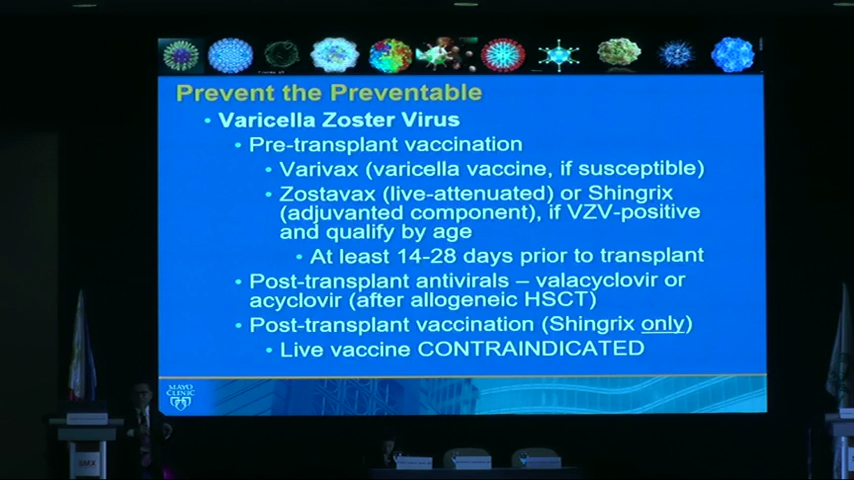 Prevent the Preventable
• Varicella Zoster Virus
• Pre-transplant vaccination
• Varivax (varicella vaccine, if susceptible)
• Zostavax (live-attenuated) or Shingrix
(adjuvanted component), if VZV-positive
and qualify by age
• At least 14-28 days prior to transplant
• Post-transplant antivirals – valacyclovir or
acyclovir (after allogeneic HSCT)
• Post-transplant vaccination (Shingrix only)
• Live vaccine CONTRAINDICATED
MAYO
CLINIC
SMX